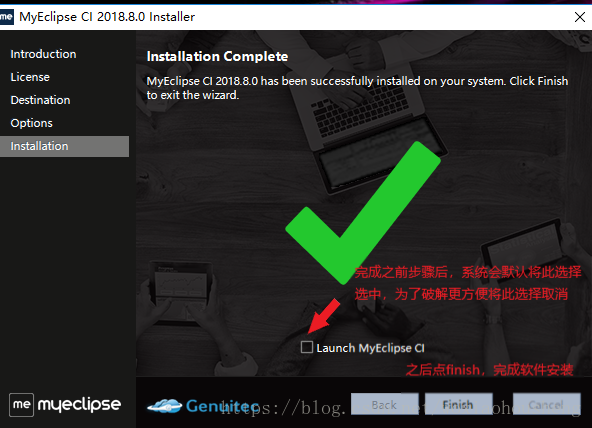 me MyEclipse CI 2018.8.0 Installer
Introduction
License
Destination
Options
Installation
Installation Complete
MyEclipse CI 2018.8.0 has been successfully installed on your system. Click Finish
to exit the wizard.
完成之前步骤后，系统会默认将此选择
选中，为了破解更方便将此选择取消
Launch MyEclipse CI
之后点finish，完成软件安装
me myeclipse
Genuitec
https://blog.
Back
Finish
Cancel